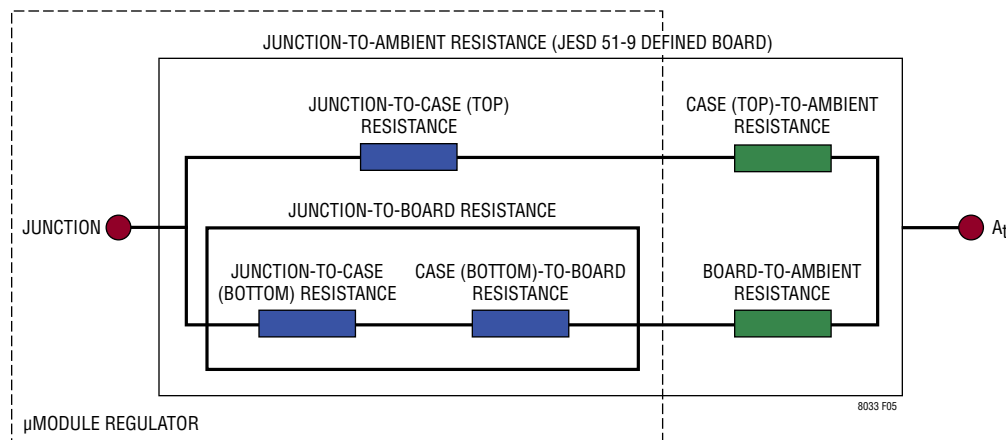 JUNCTION-TO-AMBIENT RESISTANCE (JESD 51-9 DEFINED BOARD)
JUNCTION-TO-CASE (TOP)
RESISTANCE
CASE (TOP)-TO-AMBIENT
RESISTANCE
JUNCTION-TO-BOARD RESISTANCE
JUNCTION
At
JUNCTION-TO-CASE
(BOTTOM) RESISTANCE
CASE (BOTTOM)-TO-BOARD
RESISTANCE
BOARD-TO-AMBIENT
RESISTANCE
8033 F05
µMODULE REGULATOR